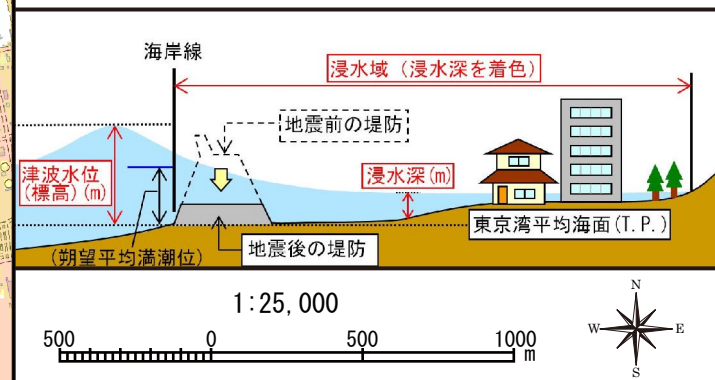 海岸線
浸水域（浸水深を着色）
地震前の堤防
津波水位
(標高)(m)
浸水深(m)
東京湾平均海面(T.P.)
(朔望平均満潮位)
地震後の堤防
1:25,000
500 0 500 1000
m
N
W E
S